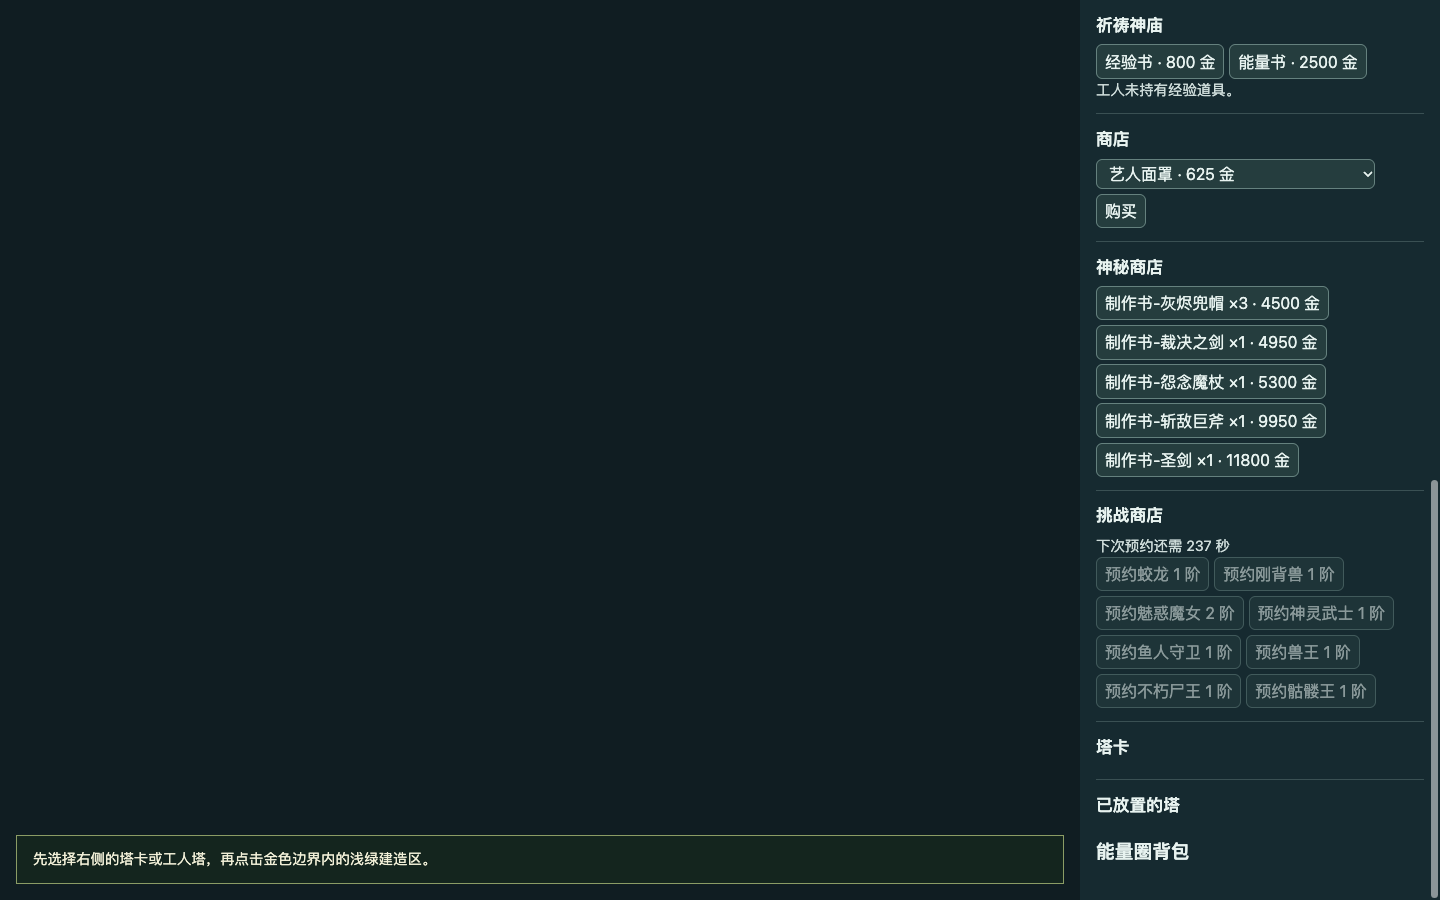 祈祷神庙
经验书 · 800 金 能量书 · 2500 金
工人未持有经验道具。
商店
艺人面罩 · 625 金
购买
神秘商店
制作书-灰烬兜帽 ×3 · 4500 金
制作书-裁决之剑 ×1 · 4950 金
制作书-怨念魔杖 ×1 · 5300 金
制作书-斩敌巨斧 ×1 · 9950 金
制作书-圣剑 ×1 · 11800 金
挑战商店
下次预约还需 237 秒
预约蛟龙 1 阶 预约刚背兽 1 阶
预约魅惑魔女 2 阶 预约神灵武士 1 阶
预约鱼人守卫 1 阶 预约兽王 1 阶
预约不朽尸王 1 阶 预约骷髅王 1 阶
塔卡
已放置的塔
能量圈背包
先选择右侧的塔卡或工人塔，再点击金色边界内的浅绿建造区。